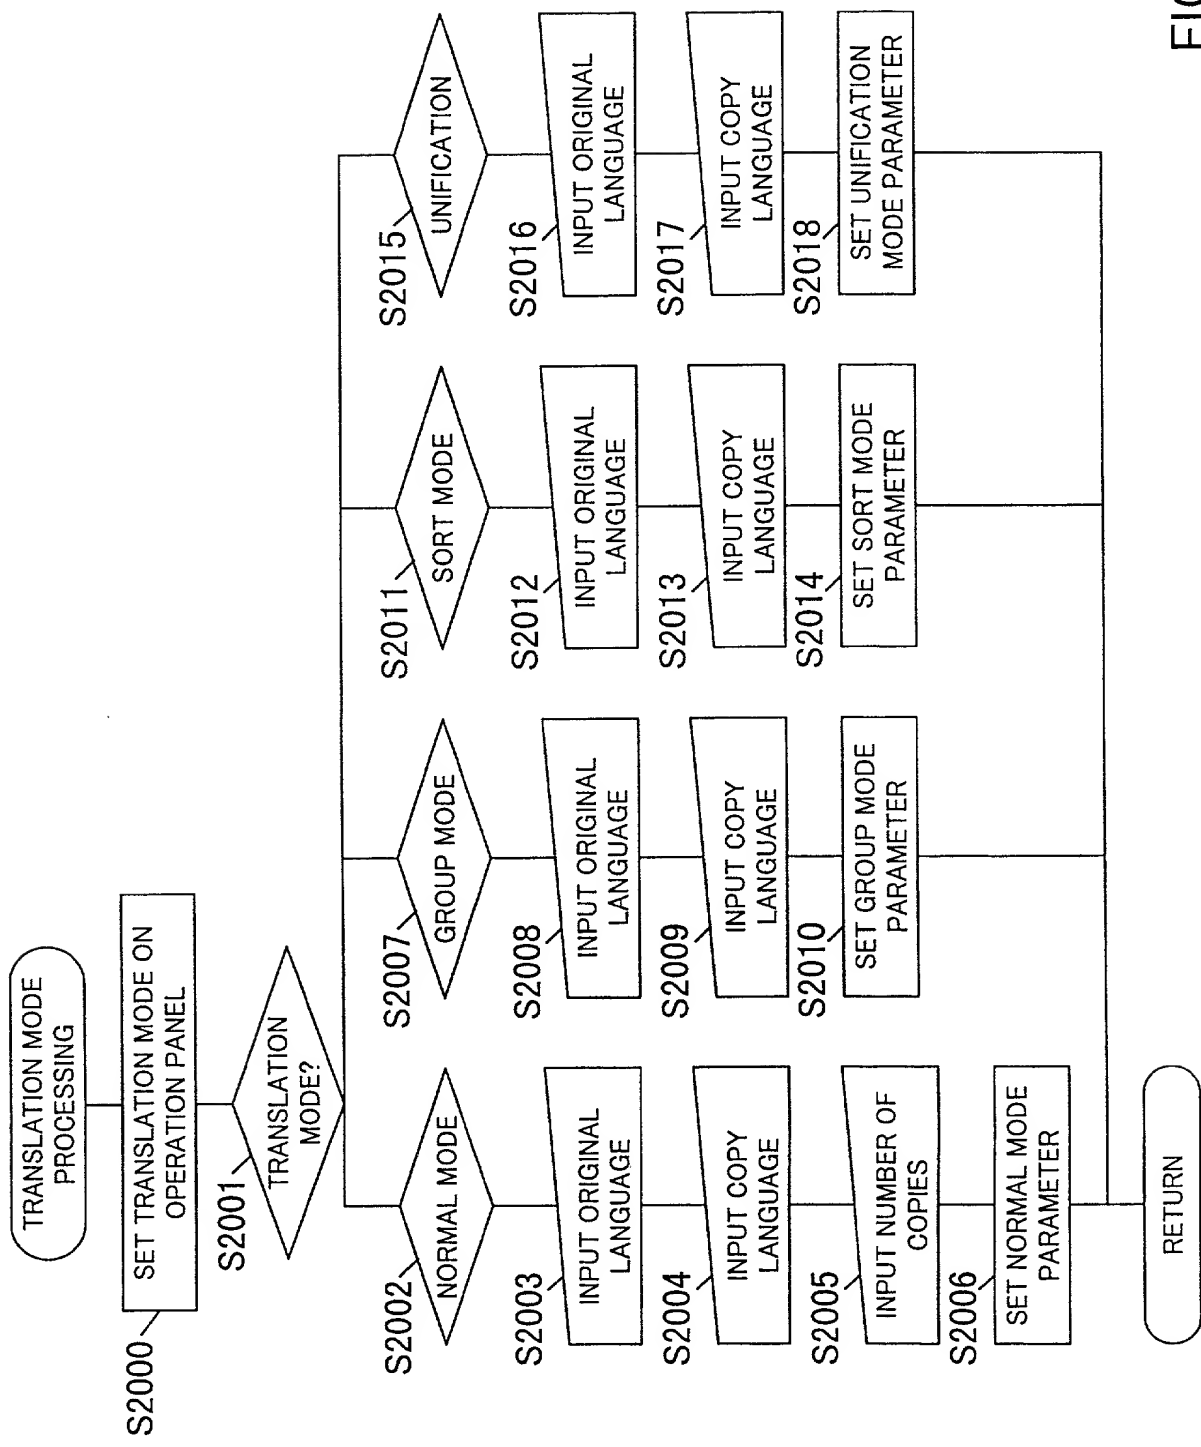 TRANSLATION MODE
PROCESSING
S2000
SET TRANSLATION MODE ON
OPERATION PANEL
S2001
TRANSLATION
MODE?
S2002
NORMAL MODE
S2003
INPUT ORIGINAL
LANGUAGE
S2004
INPUT COPY
LANGUAGE
S2005
INPUT NUMBER OF
COPIES
S2006
SET NORMAL MODE
PARAMETER
S2007
GROUP MODE
S2008
INPUT ORIGINAL
LANGUAGE
S2009
INPUT COPY
LANGUAGE
S2010
SET GROUP MODE
PARAMETER
S2011
SORT MODE
S2012
INPUT ORIGINAL
LANGUAGE
S2013
INPUT COPY
LANGUAGE
S2014
SET SORT MODE
PARAMETER
S2015
UNIFICATION
S2016
INPUT ORIGINAL
LANGUAGE
S2017
INPUT COPY
LANGUAGE
S2018
SET UNIFICATION
MODE PARAMETER
RETURN